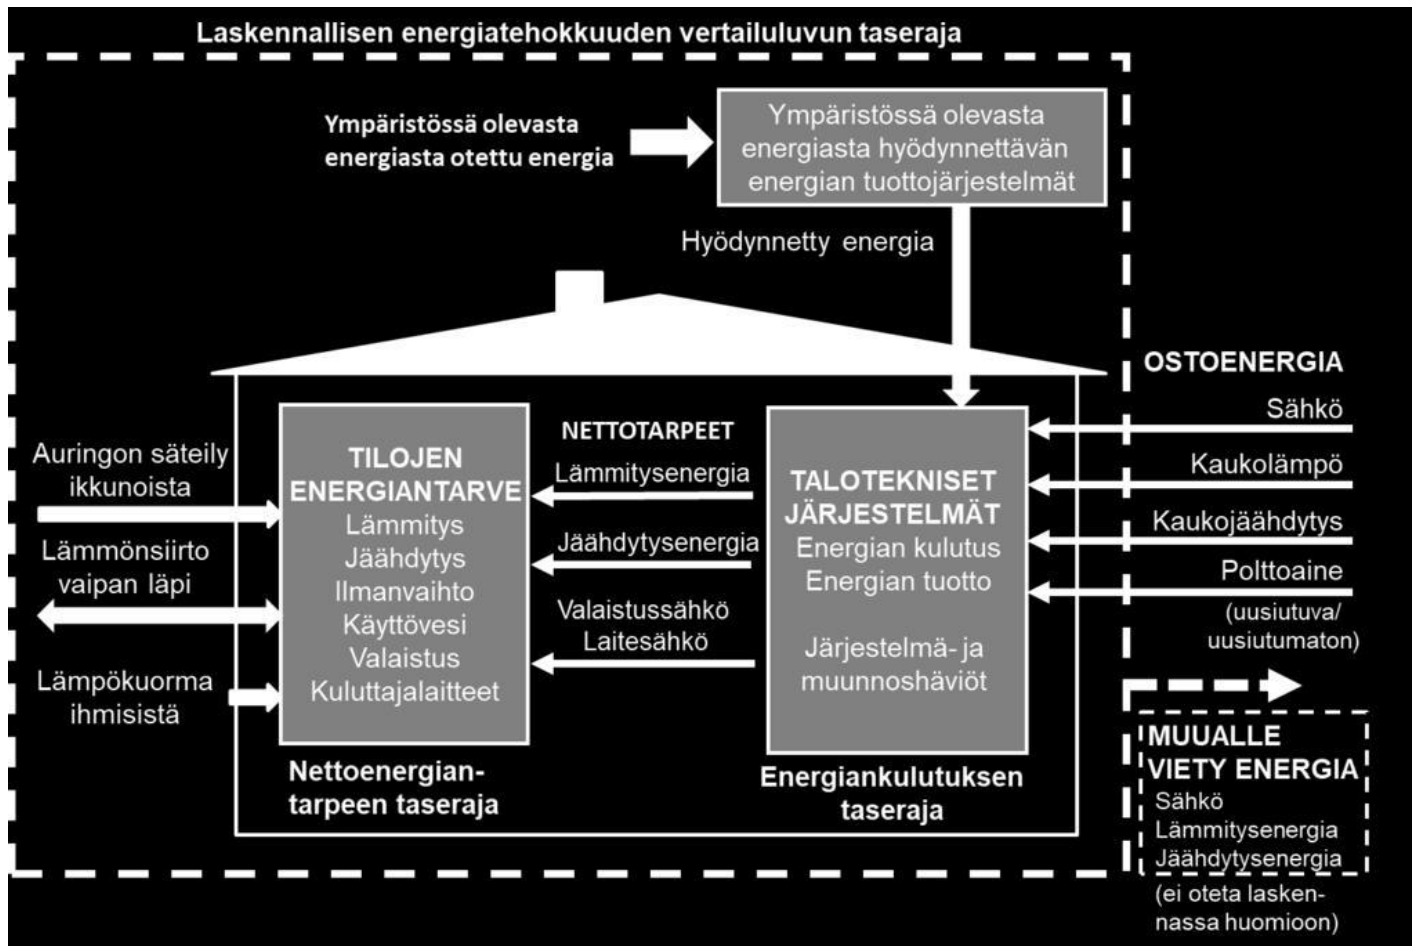 Laskennallisen energiatehokkuuden vertailuluvun taseraja
Ympäristössä olevasta
energiasta otettu energia
Ympäristössä olevasta
energiasta hyödynnettävän
energian tuottojärjestelmät
Hyödynnetty energia
Auringon säteily
ikkunoista
Lämmönsiirto
vaipan läpi
Lämpökuorma
ihmisistä
TILOJEN
ENERGIANTARVE
Lämmitys
Jäähdytys
Ilmanvaihto
Käyttövesi
Valaistus
Kuluttajalaitteet
Nettoenergian-
tarpeen taseraja
NETTOTARPEET
Lämmitysenergia
Jäähdytysenergia
Valaistussähkö
Laitesähkö
TALOTEKNISET
JÄRJESTELMÄT
Energian kulutus
Energian tuotto
Järjestelmä- ja
muunnoshäviöt
Energiankulutuksen
taseraja
OSTOENERGIA
Sähkö
Kaukolämpö
Kaukojäähdytys
Polttoaine
(uusiutuva/
uusiutumaton)
MUUALLE
VIETY ENERGIA
Sähkö
Lämmitysenergia
Jäähdytysenergia
(ei oteta lasken-
nassa huomioon)